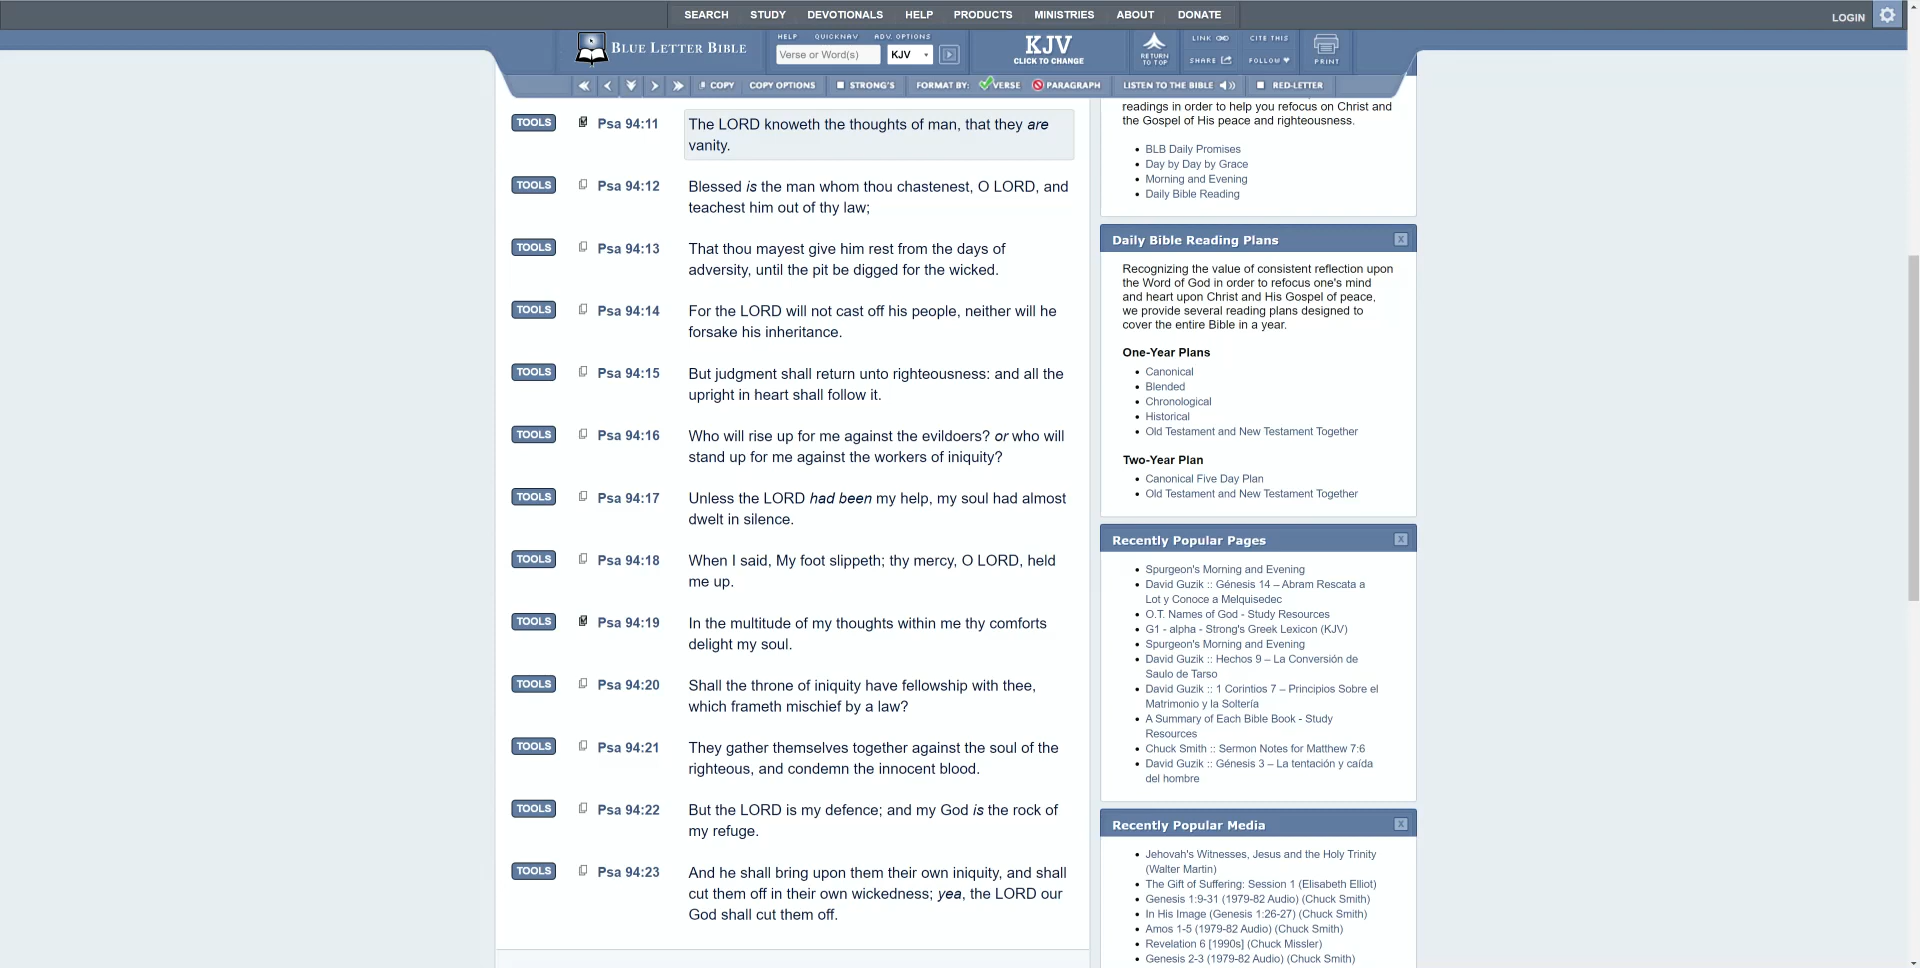 SEARCH STUDY DEVOTIONALS HELP PRODUCTS MINISTRIES ABOUT DONATE
LOGIN
BLUE LETTER BIBLE
HELP QUICKNAV ADV. OPTIONS
Verse or Word(s) KJV
KJV
CLICK TO CHANGE
RETURN
TO TOP
LINK CITE THIS
SHARE FOLLOW
PRINT
COPY COPY OPTIONS STRONG'S FORMAT BY: VERSE PARAGRAPH LISTEN TO THE BIBLE RED-LETTER
TOOLS Psa 94:11 The LORD knoweth the thoughts of man, that they are
vanity.
TOOLS Psa 94:12 Blessed is the man whom thou chastenest, O LORD, and
teachest him out of thy law;
TOOLS Psa 94:13 That thou mayest give him rest from the days of
adversity, until the pit be digged for the wicked.
TOOLS Psa 94:14 For the LORD will not cast off his people, neither will he
forsake his inheritance.
TOOLS Psa 94:15 But judgment shall return unto righteousness: and all the
upright in heart shall follow it.
TOOLS Psa 94:16 Who will rise up for me against the evildoers? or who will
stand up for me against the workers of iniquity?
TOOLS Psa 94:17 Unless the LORD had been my help, my soul had almost
dwelt in silence.
TOOLS Psa 94:18 When I said, My foot slippeth; thy mercy, O LORD, held
me up.
TOOLS Psa 94:19 In the multitude of my thoughts within me thy comforts
delight my soul.
TOOLS Psa 94:20 Shall the throne of iniquity have fellowship with thee,
which frameth mischief by a law?
TOOLS Psa 94:21 They gather themselves together against the soul of the
righteous, and condemn the innocent blood.
TOOLS Psa 94:22 But the LORD is my defence; and my God is the rock of
my refuge.
TOOLS Psa 94:23 And he shall bring upon them their own iniquity, and shall
cut them off in their own wickedness; yea, the LORD our
God shall cut them off.
readings in order to help you refocus on Christ and
the Gospel of His peace and righteousness.
BLB Daily Promises
Day by Day by Grace
Morning and Evening
Daily Bible Reading
Daily Bible Reading Plans X
Recognizing the value of consistent reflection upon
the Word of God in order to refocus one's mind
and heart upon Christ and His Gospel of peace,
we provide several reading plans designed to
cover the entire Bible in a year.
One-Year Plans
Canonical
Blended
Chronological
Historical
Old Testament and New Testament Together
Two-Year Plan
Canonical Five Day Plan
Old Testament and New Testament Together
Recently Popular Pages X
Spurgeon's Morning and Evening
David Guzik :: Génesis 14 – Abram Rescata a
Lot y Conoce a Melquisedec
O.T. Names of God - Study Resources
G1 - alpha - Strong's Greek Lexicon (KJV)
Spurgeon's Morning and Evening
David Guzik :: Hechos 9 – La Conversión de
Saulo de Tarso
David Guzik :: 1 Corintios 7 – Principios Sobre el
Matrimonio y la Soltería
A Summary of Each Bible Book - Study
Resources
Chuck Smith :: Sermon Notes for Matthew 7:6
David Guzik :: Génesis 3 – La tentación y caída
del hombre
Recently Popular Media X
Jehovah's Witnesses, Jesus and the Holy Trinity
(Walter Martin)
The Gift of Suffering: Session 1 (Elisabeth Elliot)
Genesis 1:9-31 (1979-82 Audio) (Chuck Smith)
In His Image (Genesis 1:26-27) (Chuck Smith)
Amos 1-5 (1979-82 Audio) (Chuck Smith)
Revelation 6 [1990s] (Chuck Missler)
Genesis 2-3 (1979-82 Audio) (Chuck Smith)